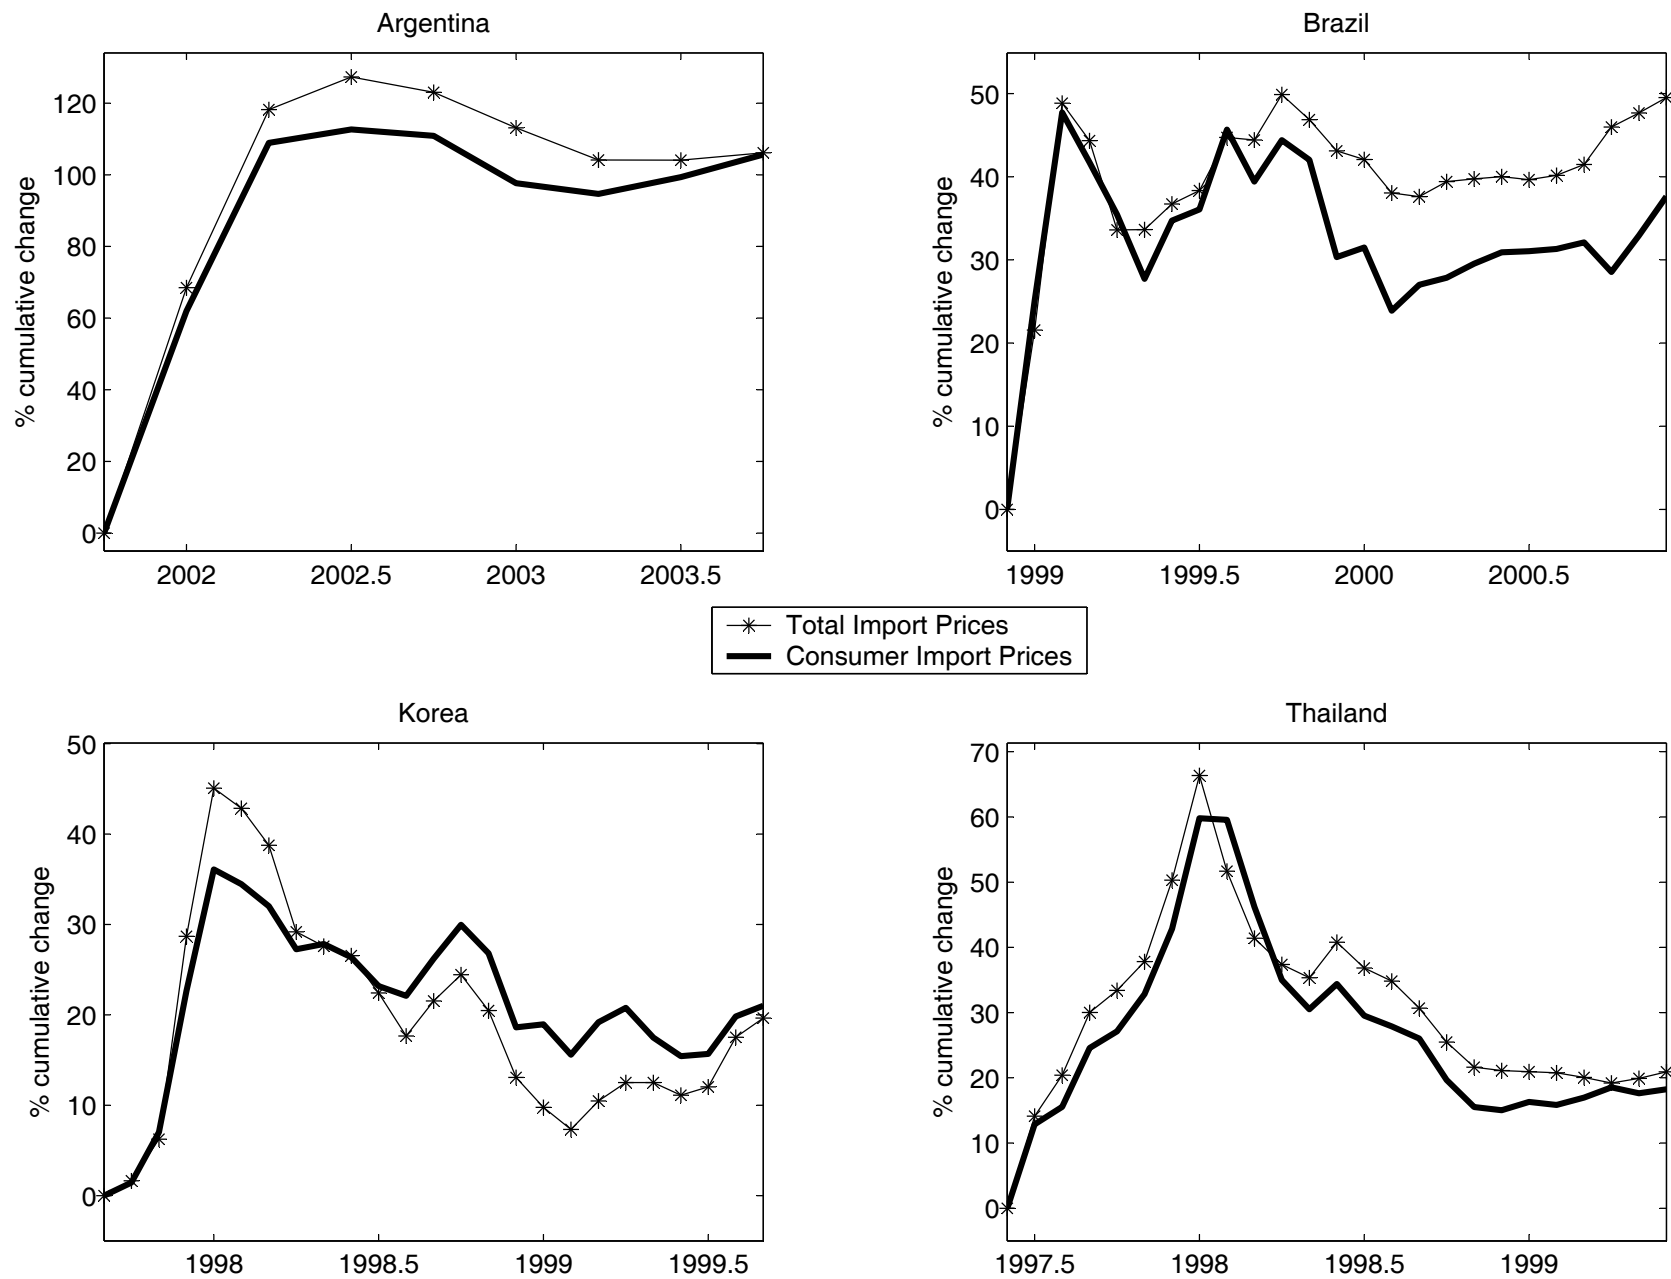 Argentina
% cumulative change
120
100
80
60
40
20
0
2002 2002.5 2003 2003.5
Brazil
% cumulative change
50
40
30
20
10
0
1999 1999.5 2000 2000.5
Total Import Prices
Consumer Import Prices
Korea
% cumulative change
50
40
30
20
10
0
1998 1998.5 1999 1999.5
Thailand
% cumulative change
70
60
50
40
30
20
10
0
1997.5 1998 1998.5 1999